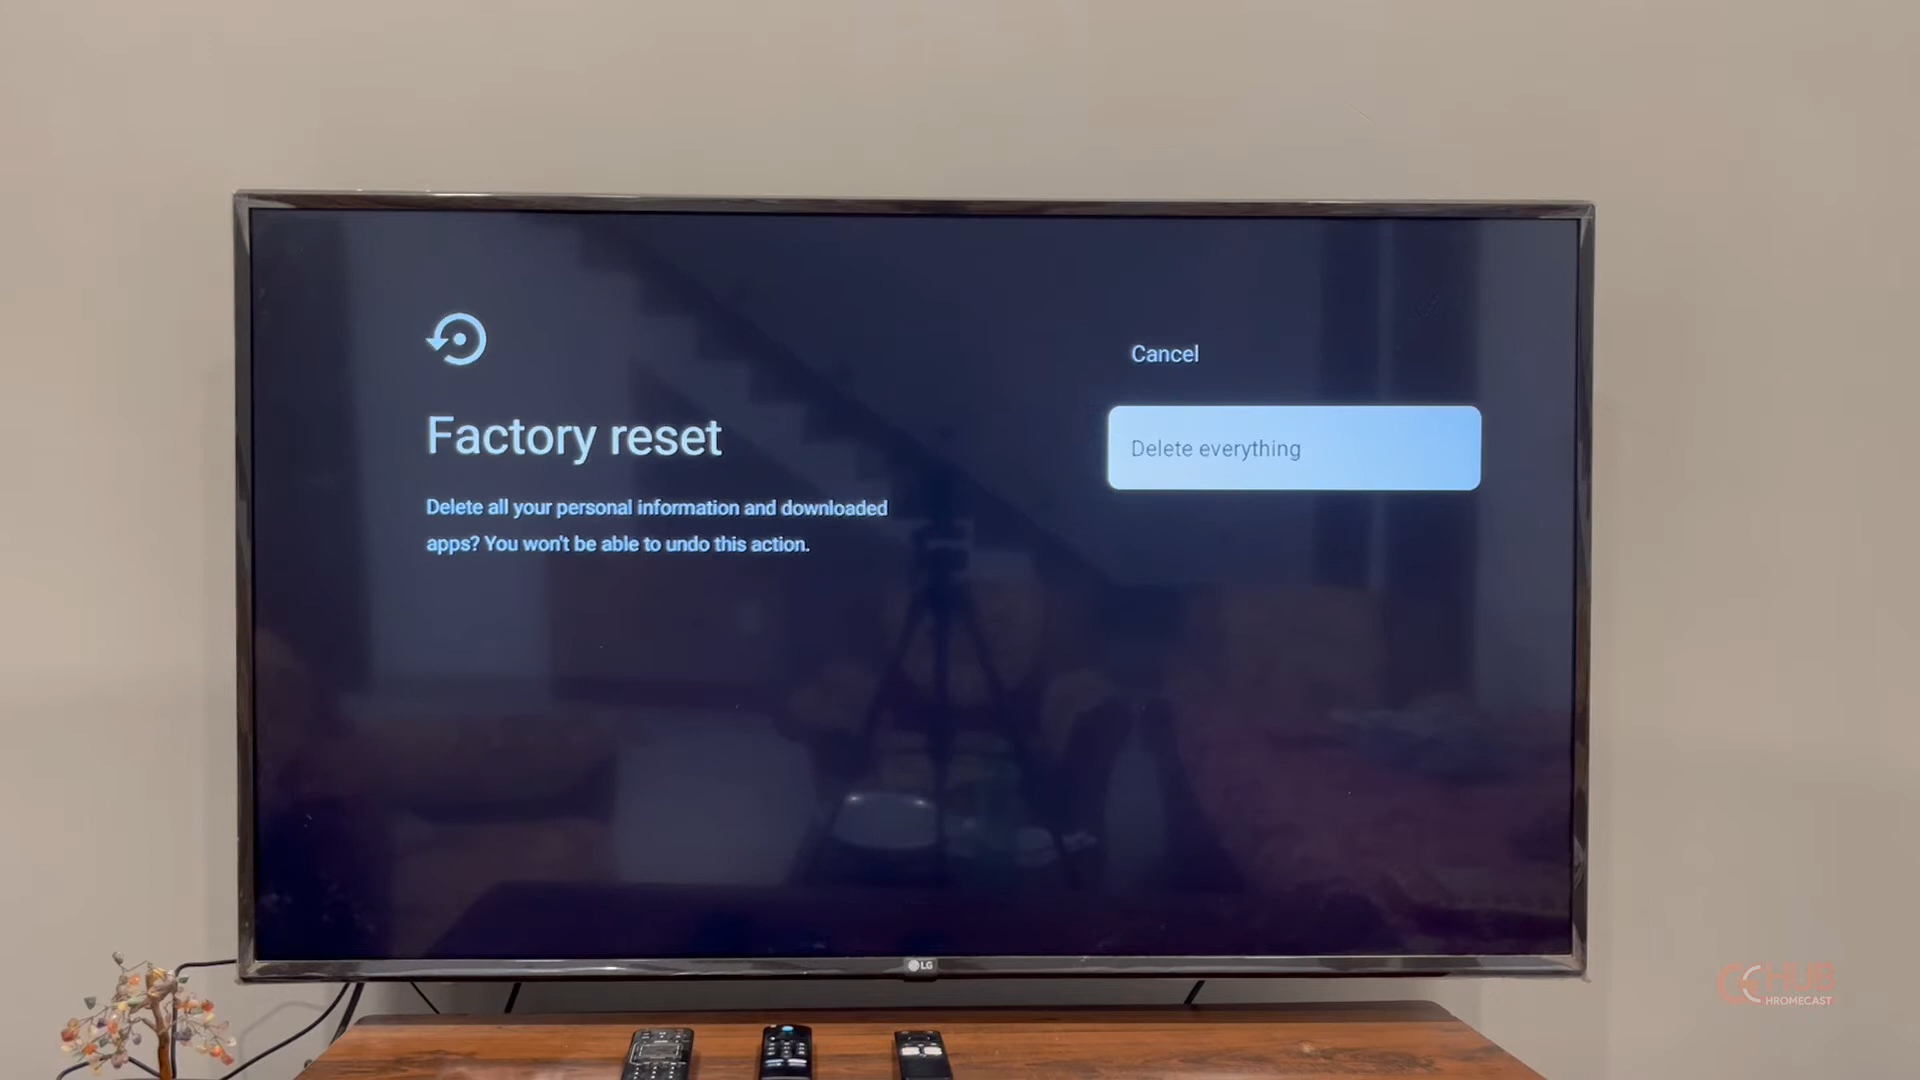 Factory reset
Delete all your personal information and downloaded
apps? You won't be able to undo this action.
Cancel
Delete everything
LG
HUB
HROMECAST